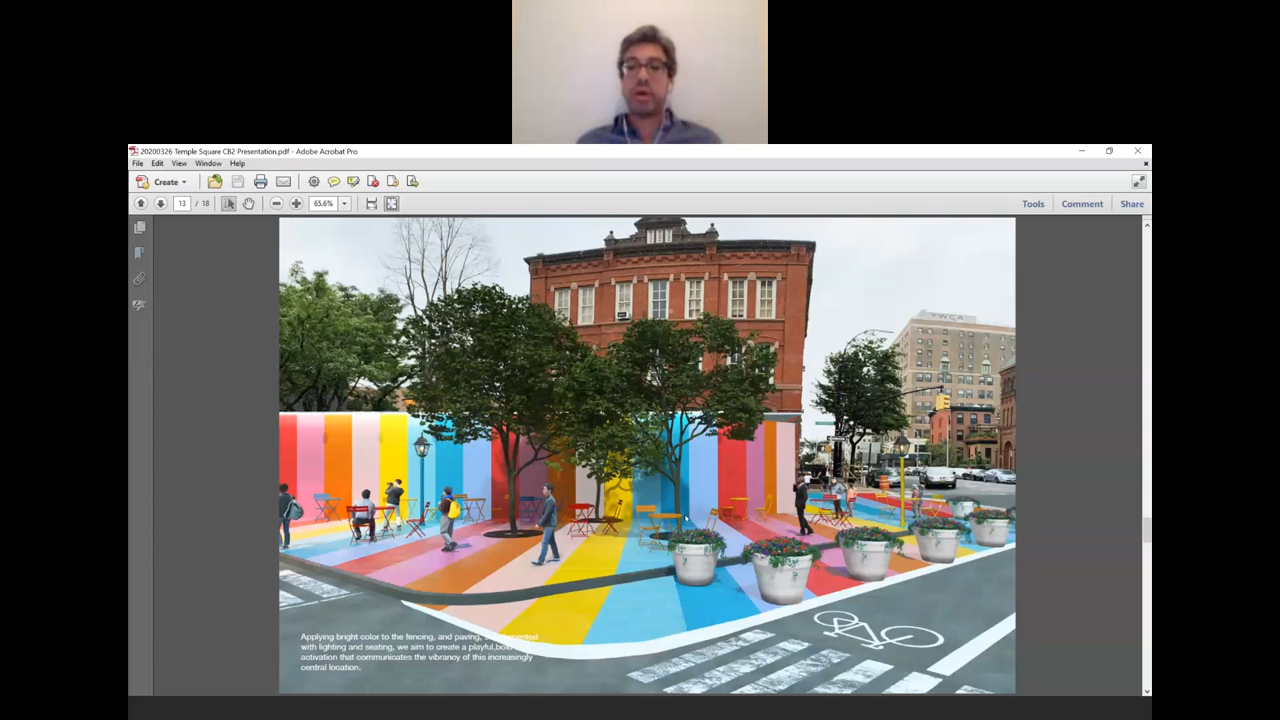 20200326 Temple Square CB2 Presentation.pdf - Adobe Acrobat Pro
File Edit View Window Help
Create
13 / 18 65.6% Tools Comment Share
YWCA
Applying bright color to the fencing, and paving,
with lighting and seating, we aim to create a playful,
activation that communicates the vibrancy of this increasingly
central location.